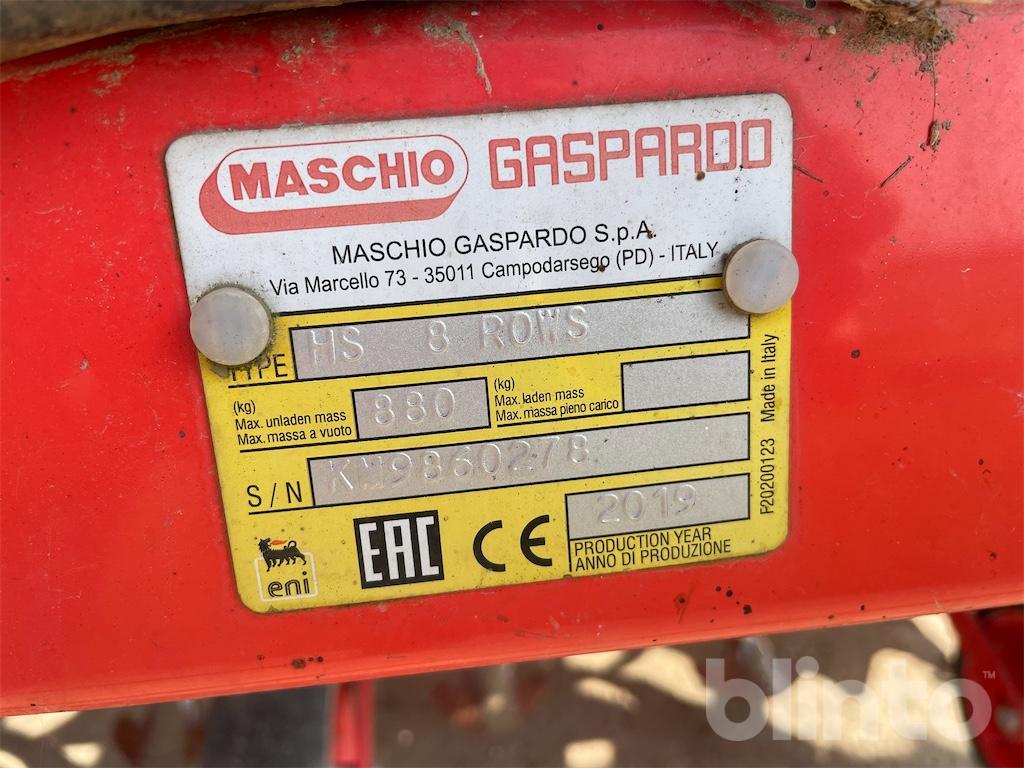 MASCHIO GASPARDO
MASCHIO GASPARDO S.p.A.
Via Marcello 73 - 35011 Campodarsego (PD) - ITALY
TYPE HS 8 ROWS
(kg)
Max. unladen mass
Max. massa a vuoto
880
(kg)
Max. laden mass
Max. massa pieno carico
S/N KM9860278
2019
PRODUCTION YEAR
ANNO DI PRODUZIONE
eni
EAC CE
F20200123 Made in Italy
blinto™